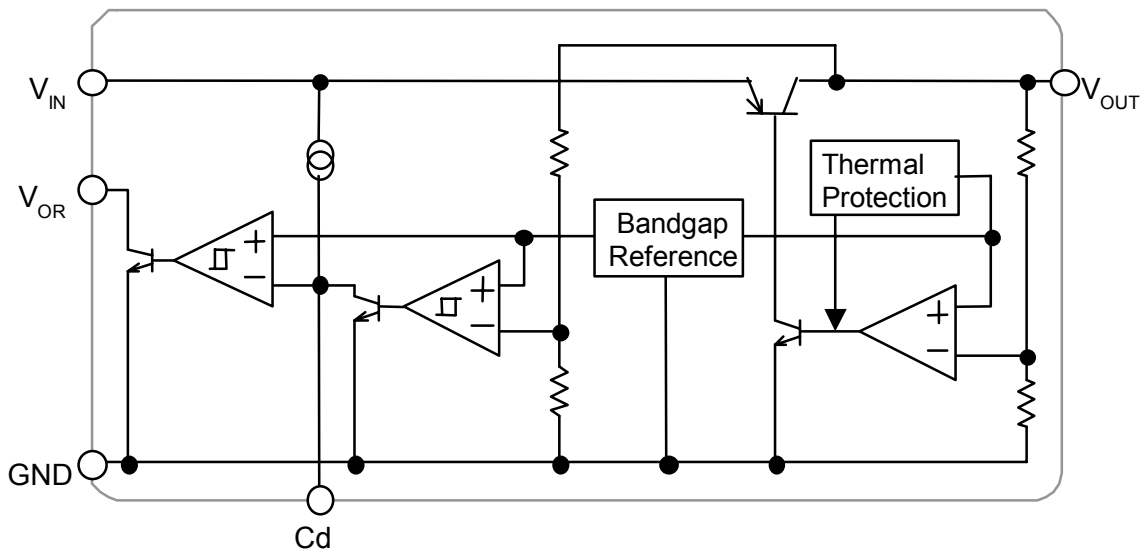 V_IN
V_OUT
Thermal
Protection
V_OR
Bandgap
Reference
+
−
+
−
+
−
GND
Cd